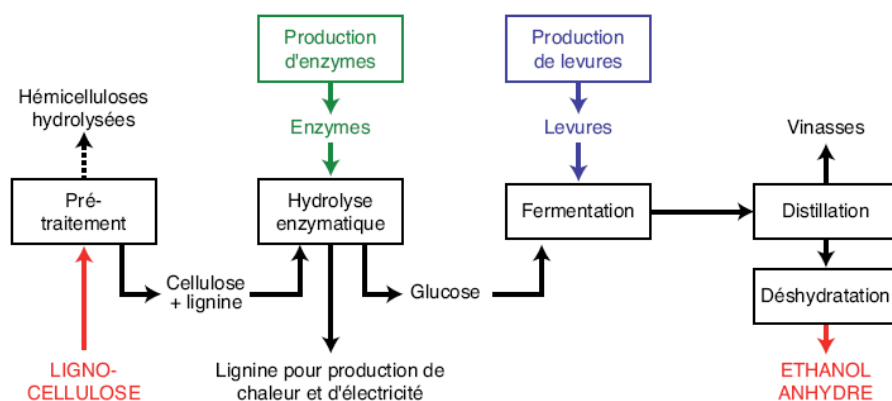 Production
d'enzymes
Production
de levures
Hémicelluloses
hydrolysées
Enzymes
Levures
Vinasses
Pré-
traitement
Hydrolyse
enzymatique
Fermentation
Distillation
Cellulose
+ lignine
Glucose
Déshydratation
LIGNO-
CELLULOSE
Lignine pour production de
chaleur et d'électricité
ETHANOL
ANHYDRE